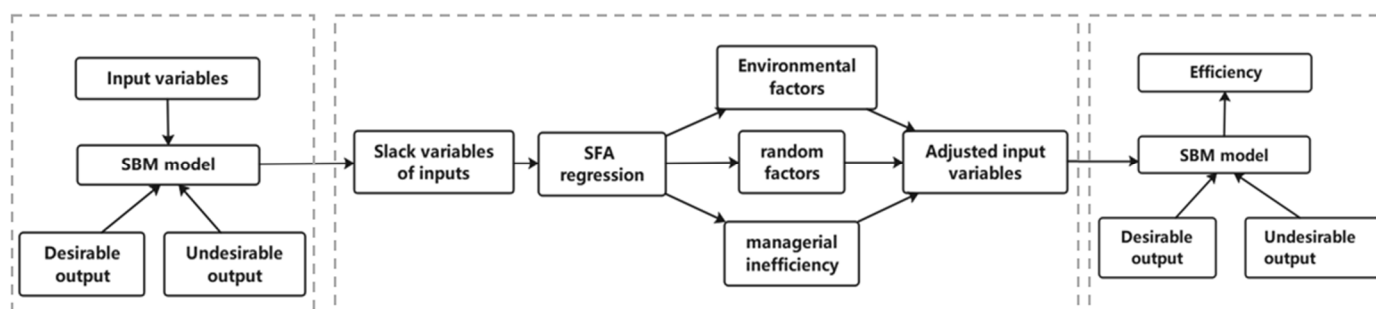 Input variables
SBM model
Desirable
output
Undesirable
output
Slack variables
of inputs
SFA
regression
Environmental
factors
random
factors
managerial
inefficiency
Adjusted input
variables
Efficiency
SBM model
Desirable
output
Undesirable
output